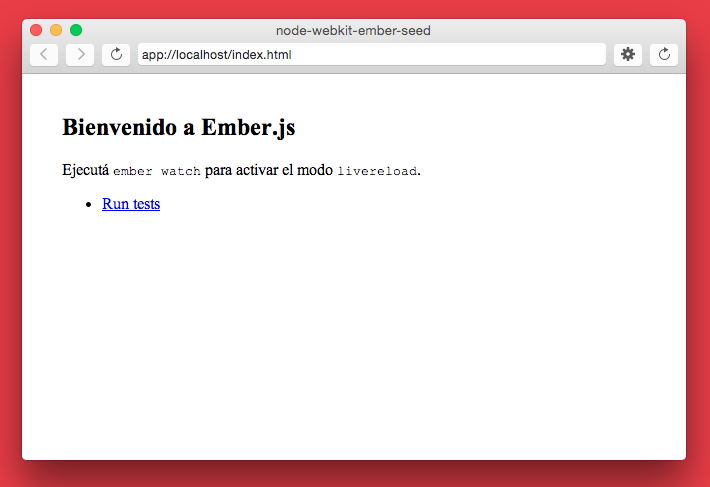 node-webkit-ember-seed
app://localhost/index.html
Bienvenido a Ember.js
Ejecutá ember watch para activar el modo livereload.
Run tests